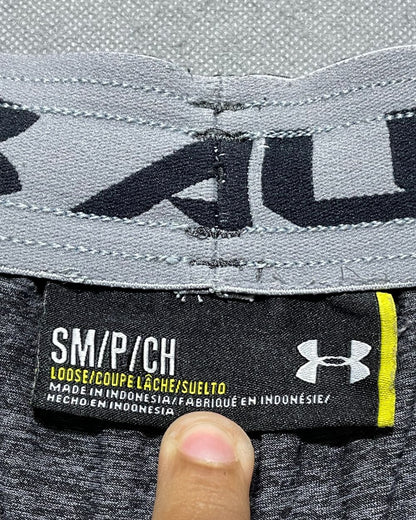 SM/P/CH
LOOSE/COUPE LÂCHE/SUELTO
MADE IN INDONESIA/FABRIQUÉ EN INDONÉSIE/
HECHO EN INDONESIA